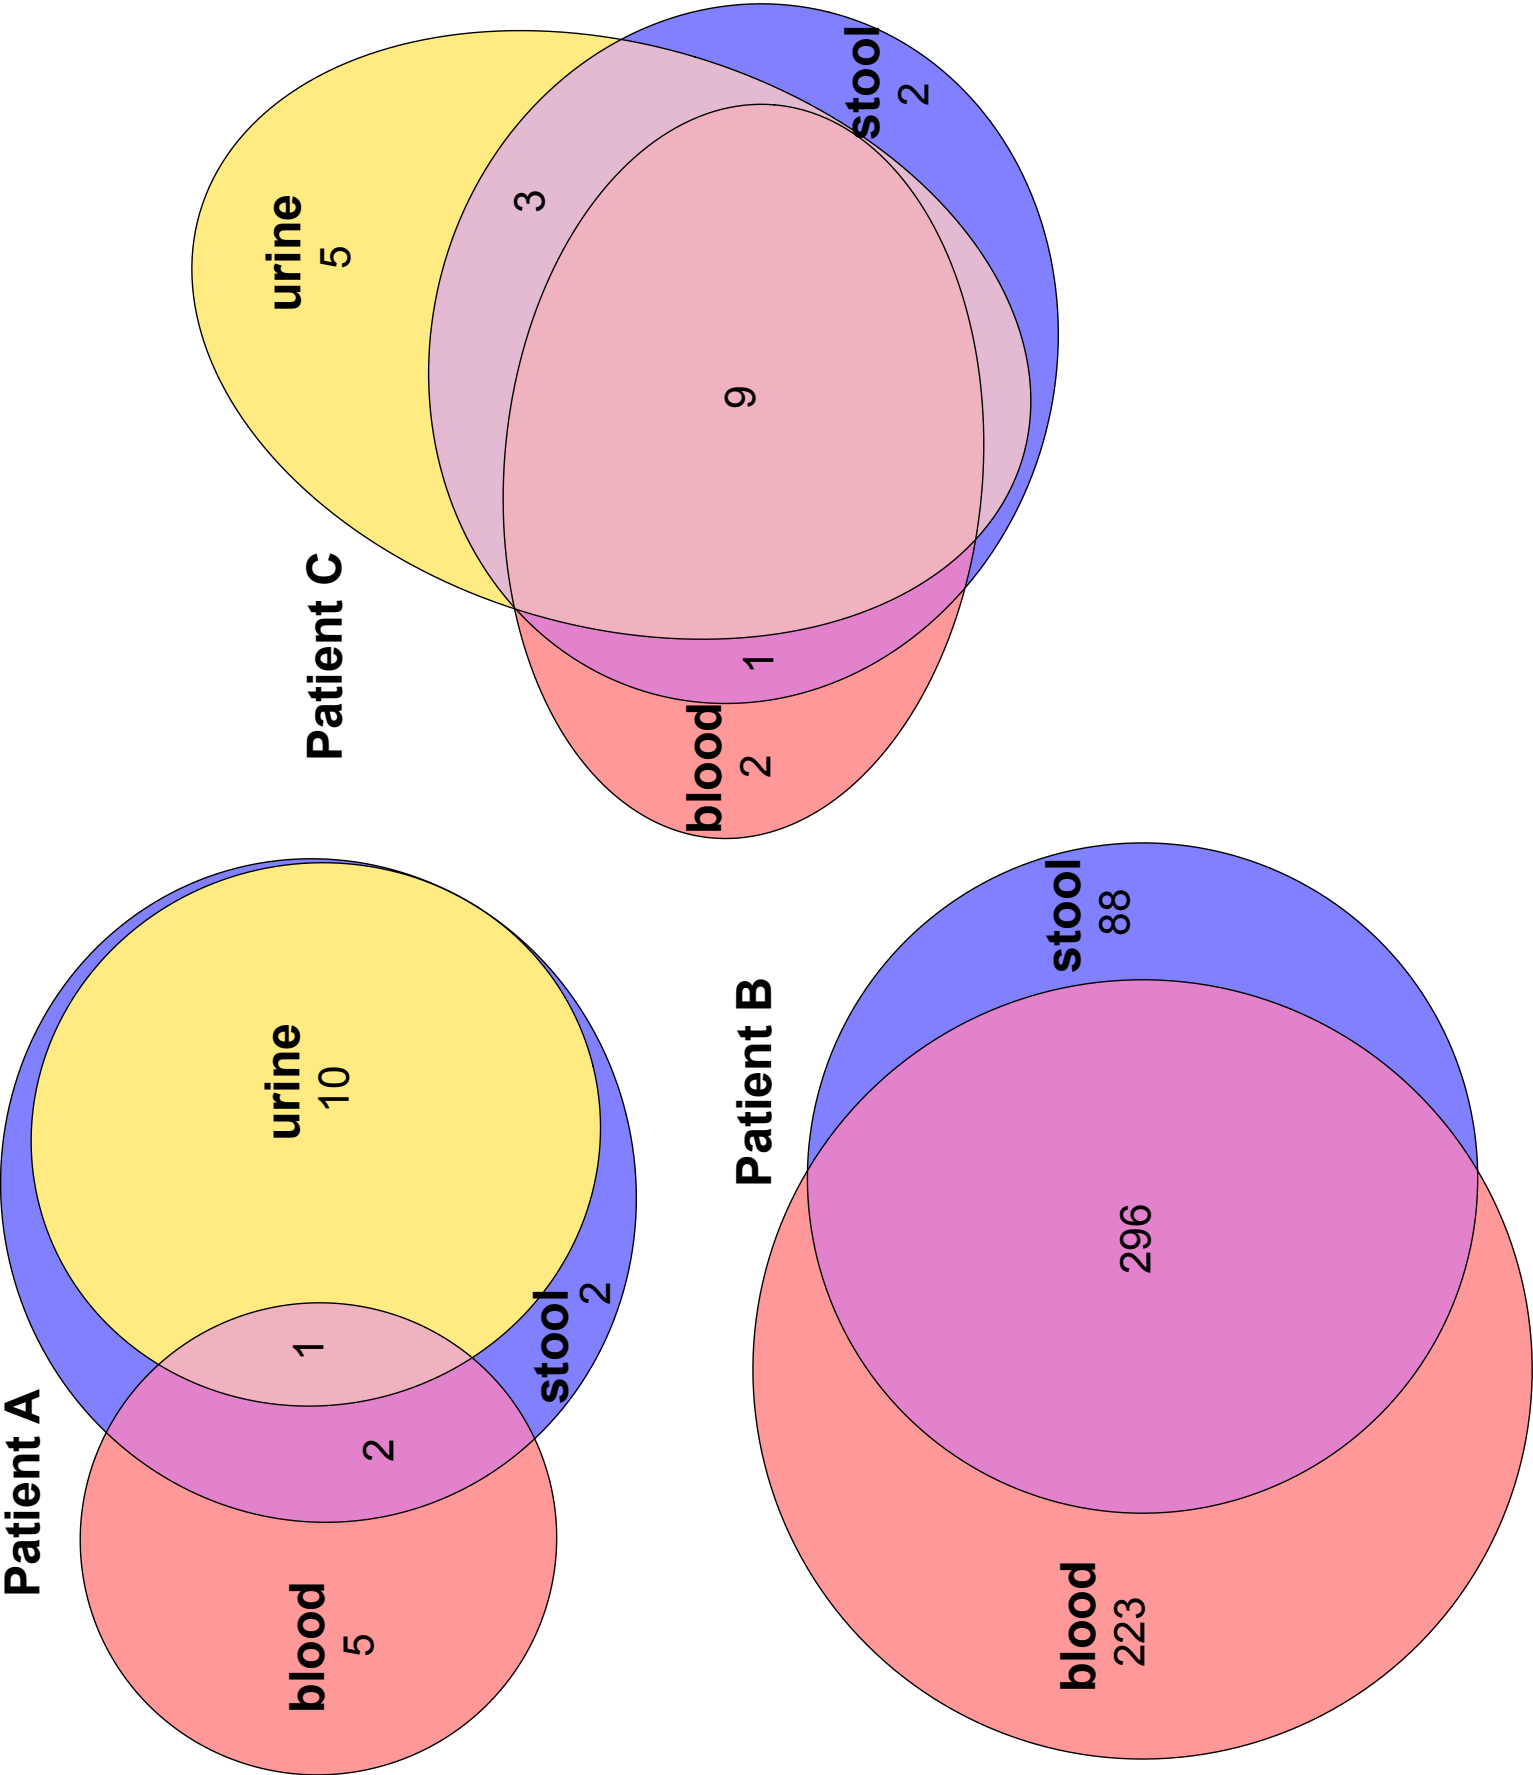 Patient A
blood
5
2
1
urine
10
stool
2
Patient C
blood
2
1
9
3
urine
5
stool
2
Patient B
blood
223
296
stool
88